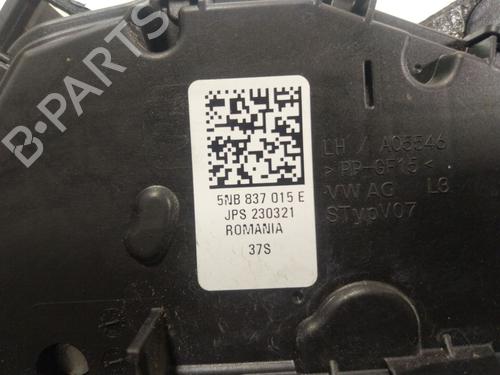 B-PARTS
5NB 837 015 E
JPS 230321
ROMANIA
37S
LH A05546
>PP-GF15<
VW AG L3
STypV07